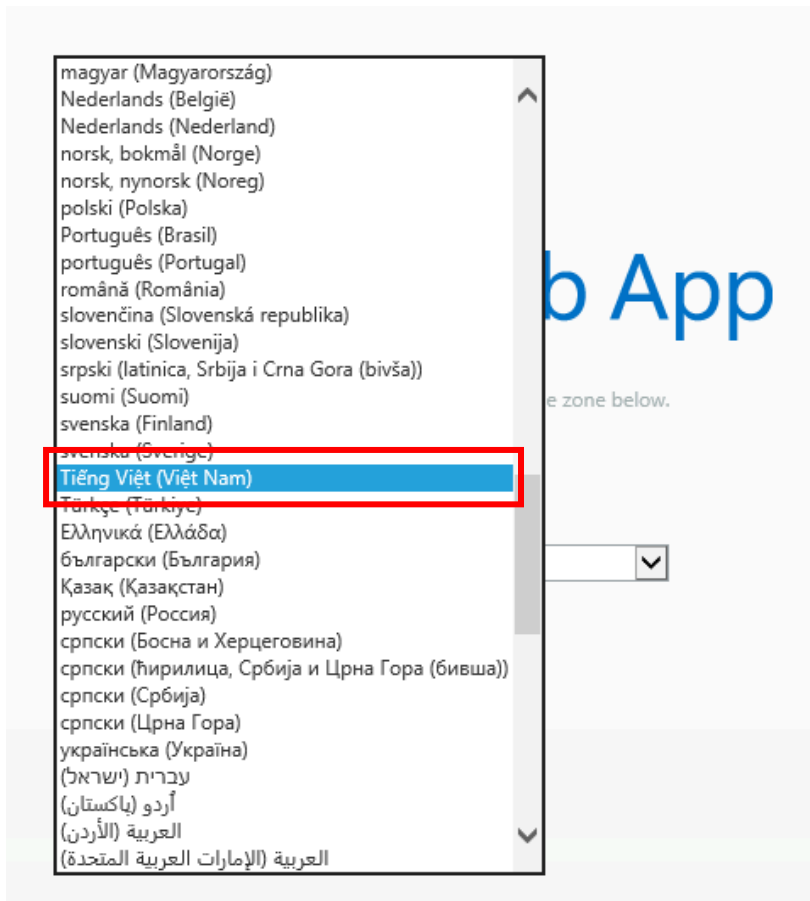 magyar (Magyarország)
Nederlands (België)
Nederlands (Nederland)
norsk, bokmål (Norge)
norsk, nynorsk (Noreg)
polski (Polska)
Português (Brasil)
português (Portugal)
română (România)
slovenčina (Slovenská republika)
slovenski (Slovenija)
srpski (latinica, Srbija i Crna Gora (bivša))
suomi (Suomi)
svenska (Finland)
svenska (Sverige)
Tiếng Việt (Việt Nam)
Türkçe (Türkiye)
Ελληνικά (Ελλάδα)
български (България)
Қазақ (Қазақстан)
русский (Россия)
српски (Босна и Херцеговина)
српски (ћирилица, Србија и Црна Гора (бивша))
српски (Србија)
српски (Црна Гора)
українська (Україна)
עברית (ישראל)
اُردو (پاکستان)
العربية (الأردن)
العربية (الإمارات العربية المتحدة)
b App
e zone below.